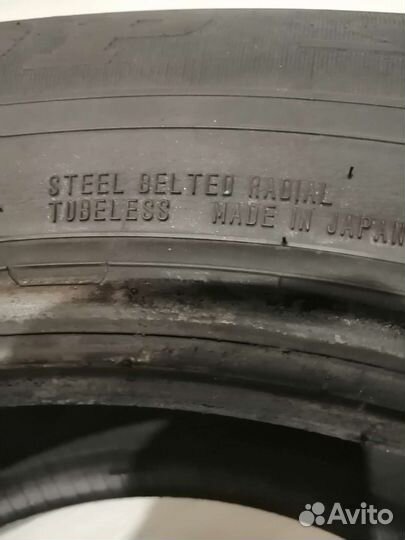 STEEL BELTED RADIAL
TUBELESS MADE IN JAPAN
Avito